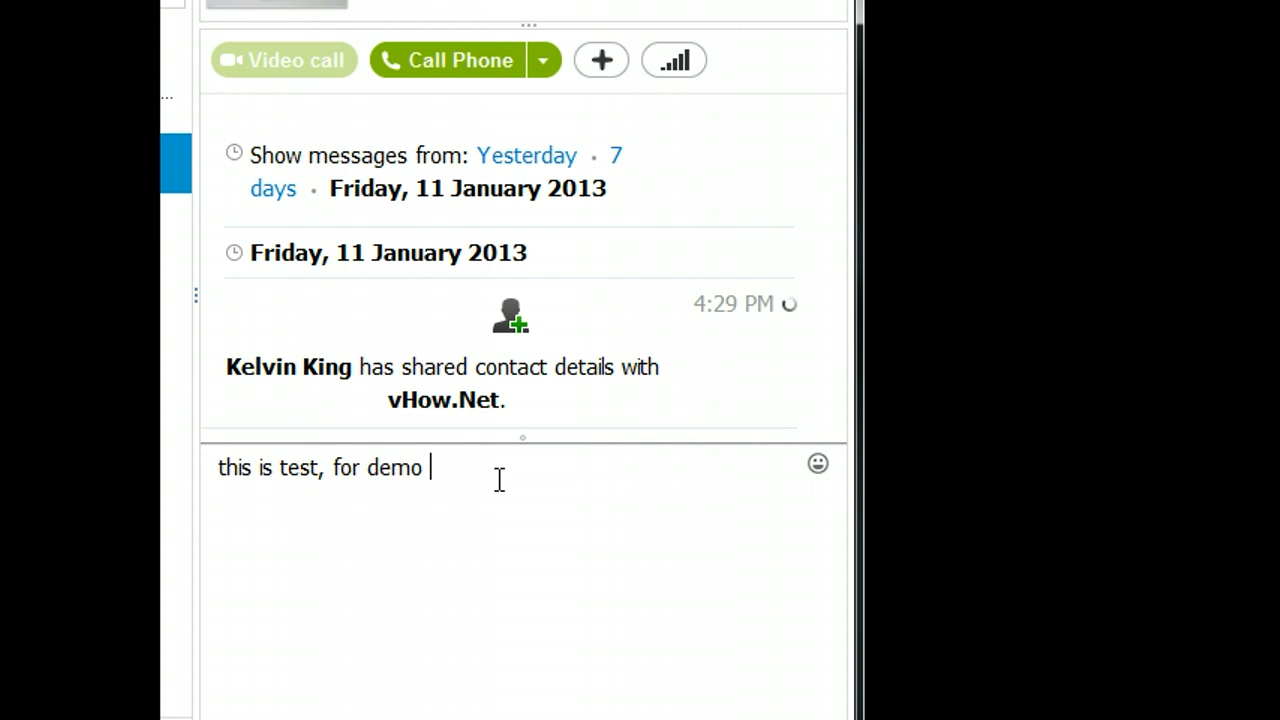 ...
Video call Call Phone
Show messages from: Yesterday • 7
days • Friday, 11 January 2013
Friday, 11 January 2013
4:29 PM
Kelvin King has shared contact details with
vHow.Net.
this is test, for demo